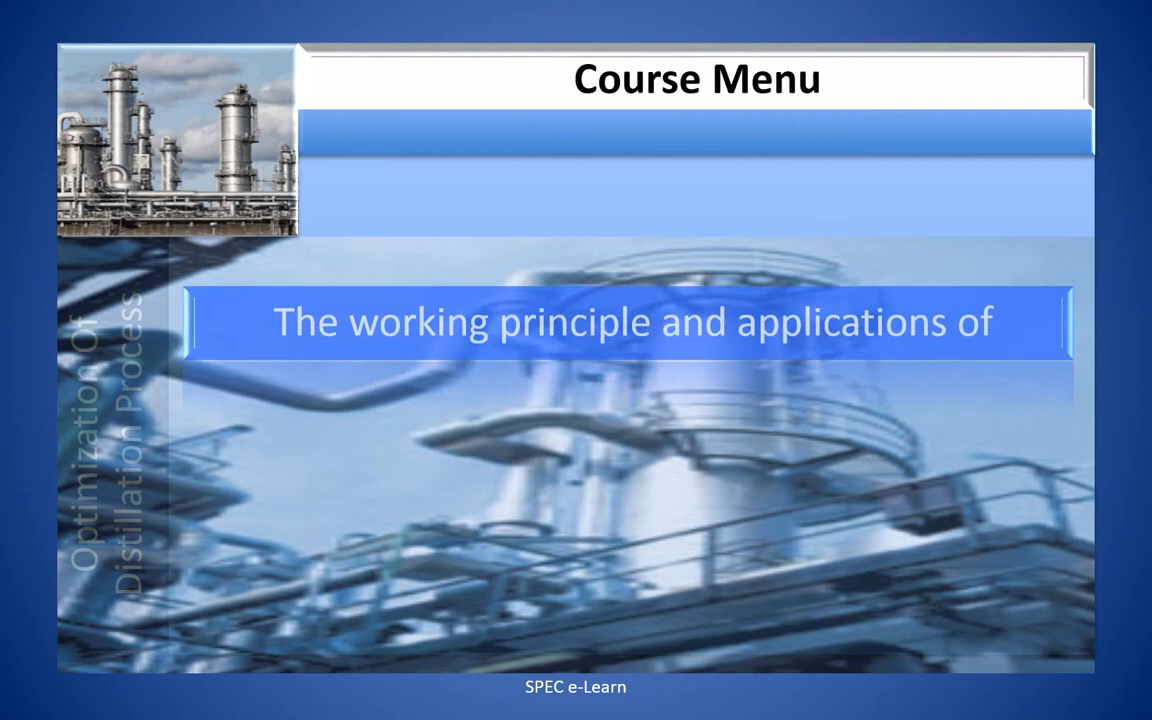 Course Menu
The working principle and applications of
Optimization Of
Distillation Process
SPEC e-Learn